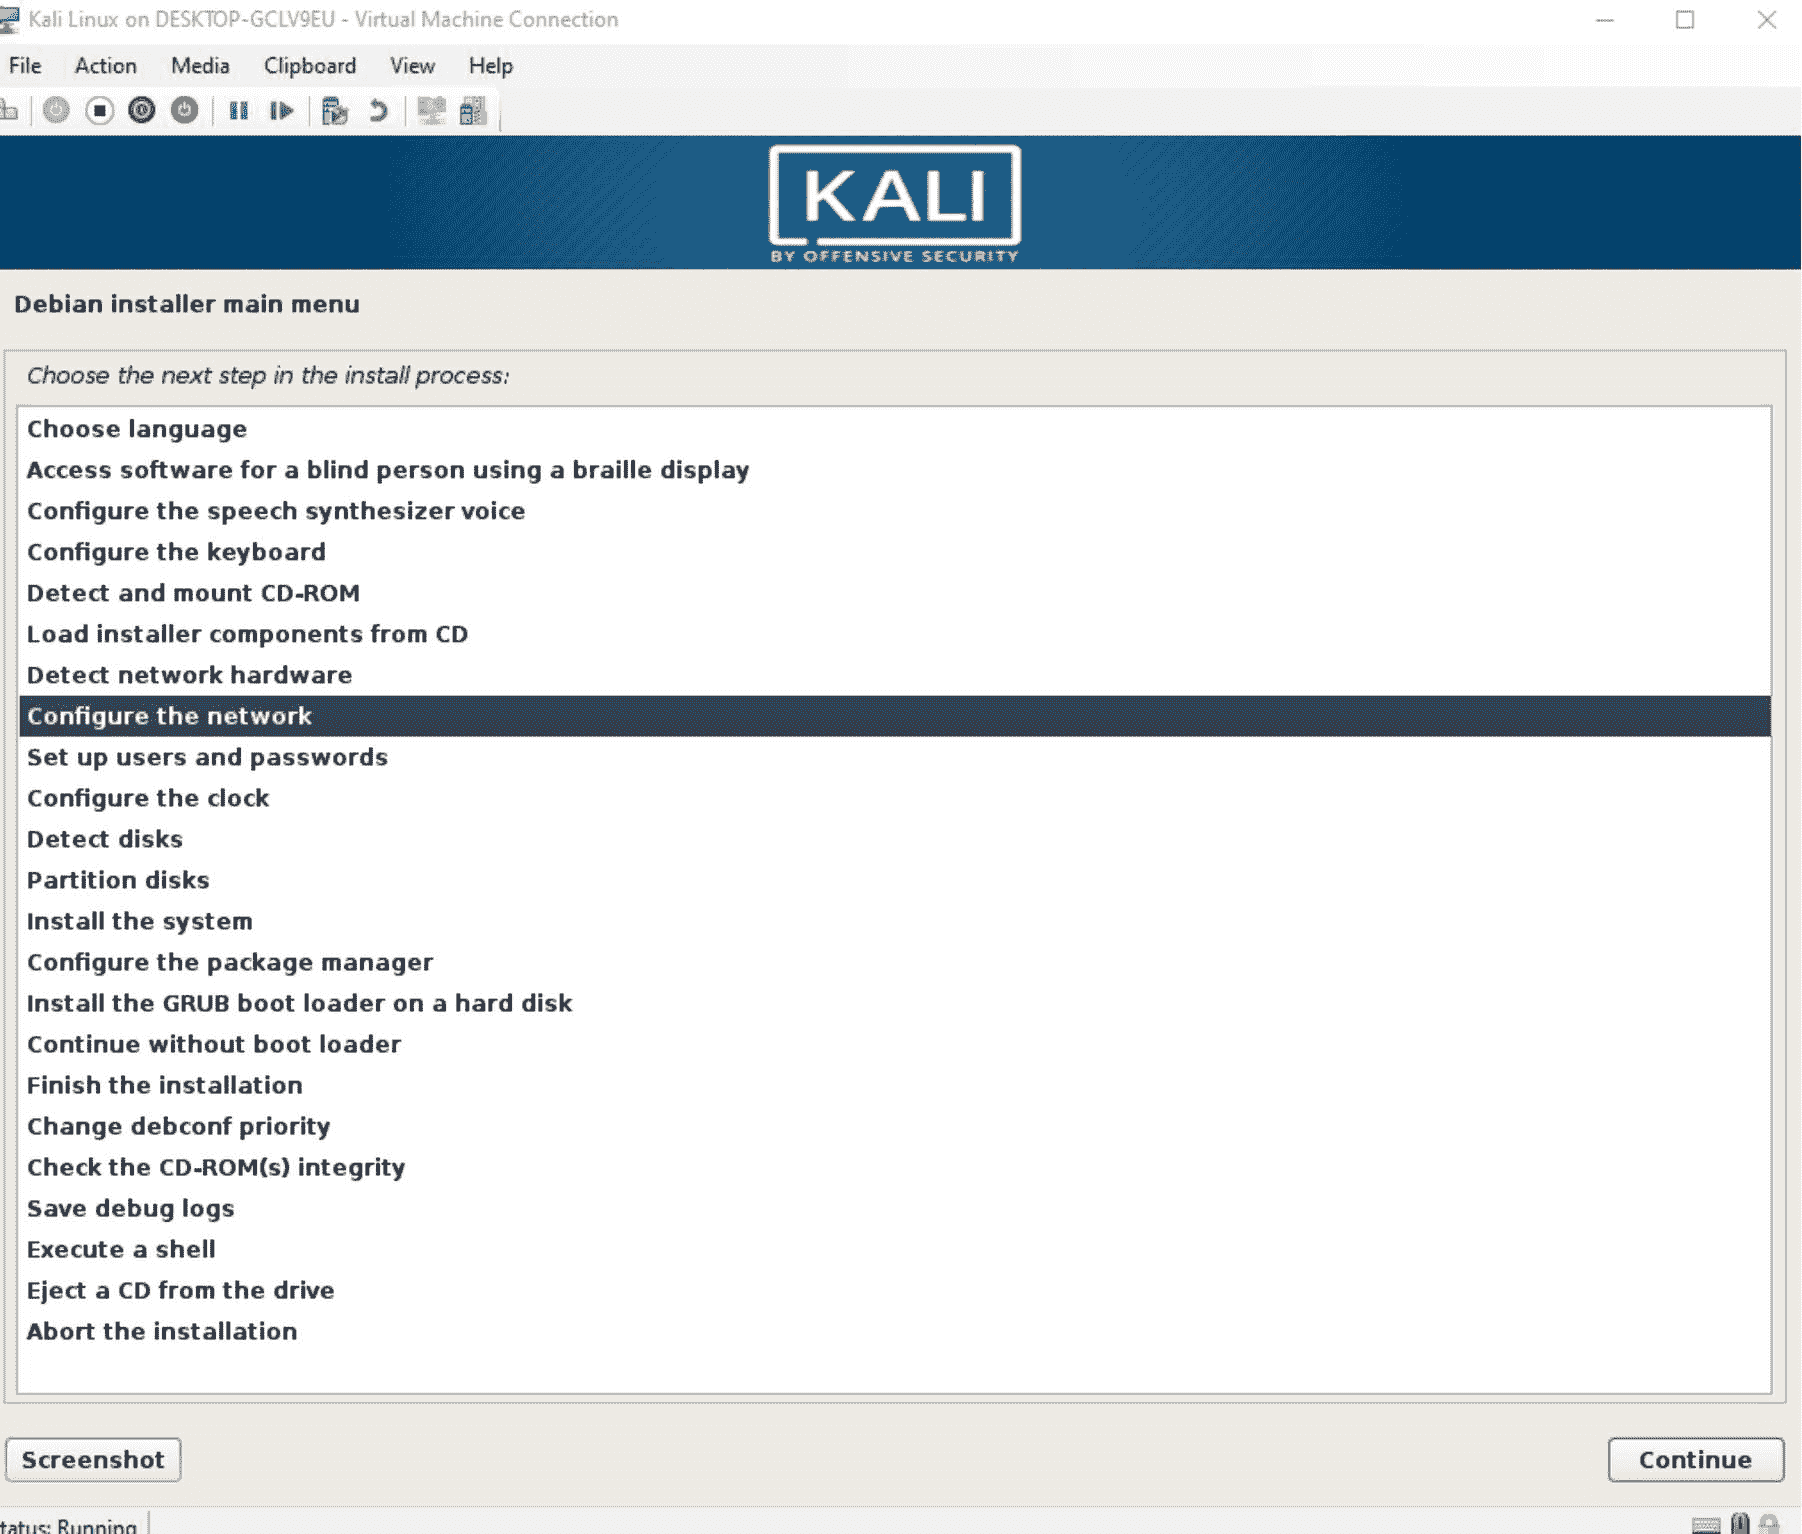 Kali Linux on DESKTOP-GCLV9EU - Virtual Machine Connection
File Action Media Clipboard View Help
KALI
BY OFFENSIVE SECURITY
Debian installer main menu
Choose the next step in the install process:
Choose language
Access software for a blind person using a braille display
Configure the speech synthesizer voice
Configure the keyboard
Detect and mount CD-ROM
Load installer components from CD
Detect network hardware
Configure the network
Set up users and passwords
Configure the clock
Detect disks
Partition disks
Install the system
Configure the package manager
Install the GRUB boot loader on a hard disk
Continue without boot loader
Finish the installation
Change debconf priority
Check the CD-ROM(s) integrity
Save debug logs
Execute a shell
Eject a CD from the drive
Abort the installation
Screenshot Continue
tatus: Running